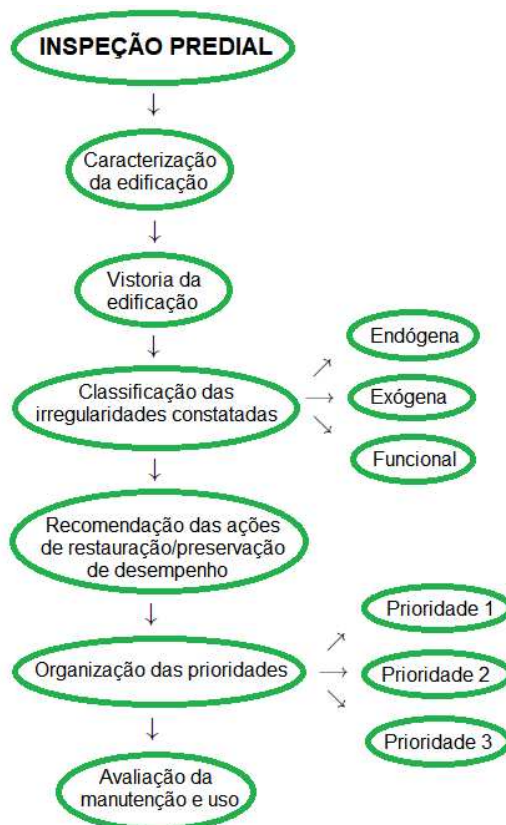 INSPEÇÃO PREDIAL
Caracterização
da edificação
Vistoria da
edificação
Classificação das
irregularidades constatadas
Endógena
Exógena
Funcional
Recomendação das ações
de restauração/preservação
de desempenho
Organização das prioridades
Prioridade 1
Prioridade 2
Prioridade 3
Avaliação da
manutenção e uso